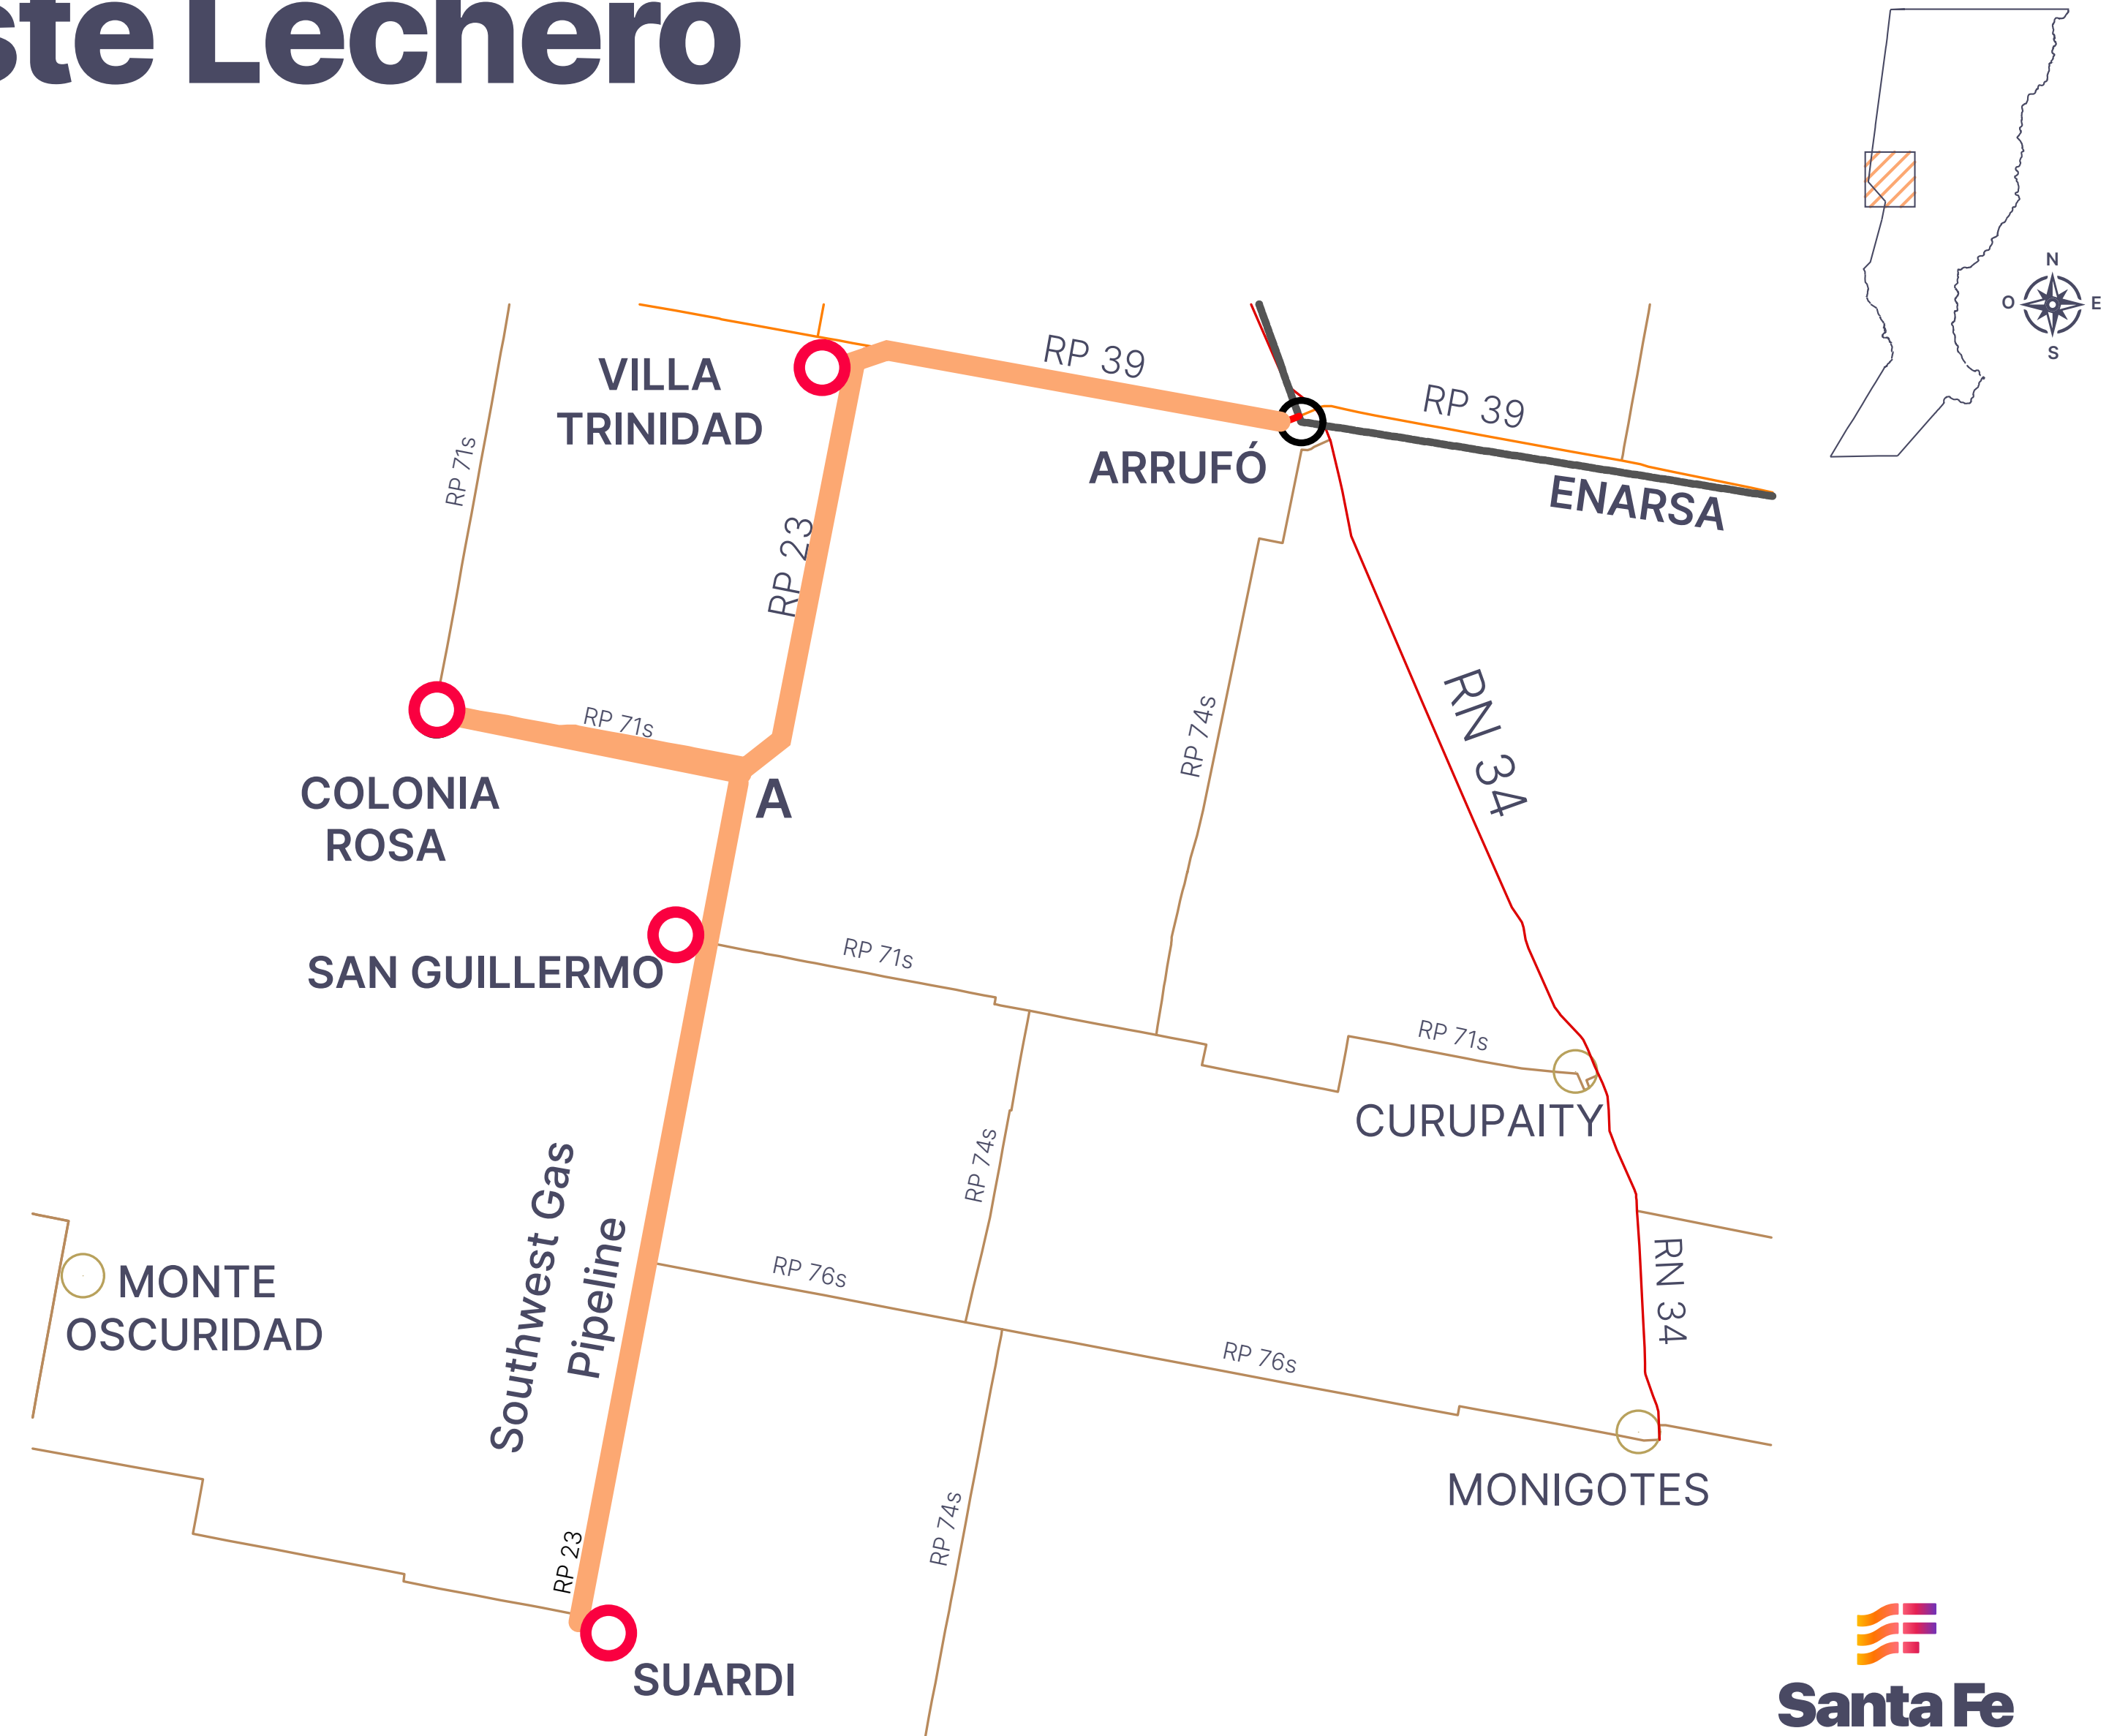 ste Lechero
N
O
E
S
RP 39
VILLA
TRINIDAD
RP 39
RP 71s
ARRUFÓ
ENARSA
RP 23
RP 71s
RN 34
RP 74s
COLONIA
ROSA
A
SAN GUILLERMO
RP 71s
RP 71s
CURUPAITY
RP 74s
Southwest Gas
Pipeline
RP 76s
RN 34
MONTE
OSCURIDAD
RP 76s
MONIGOTES
RP 74s
RP 23
SUARDI
Santa Fe